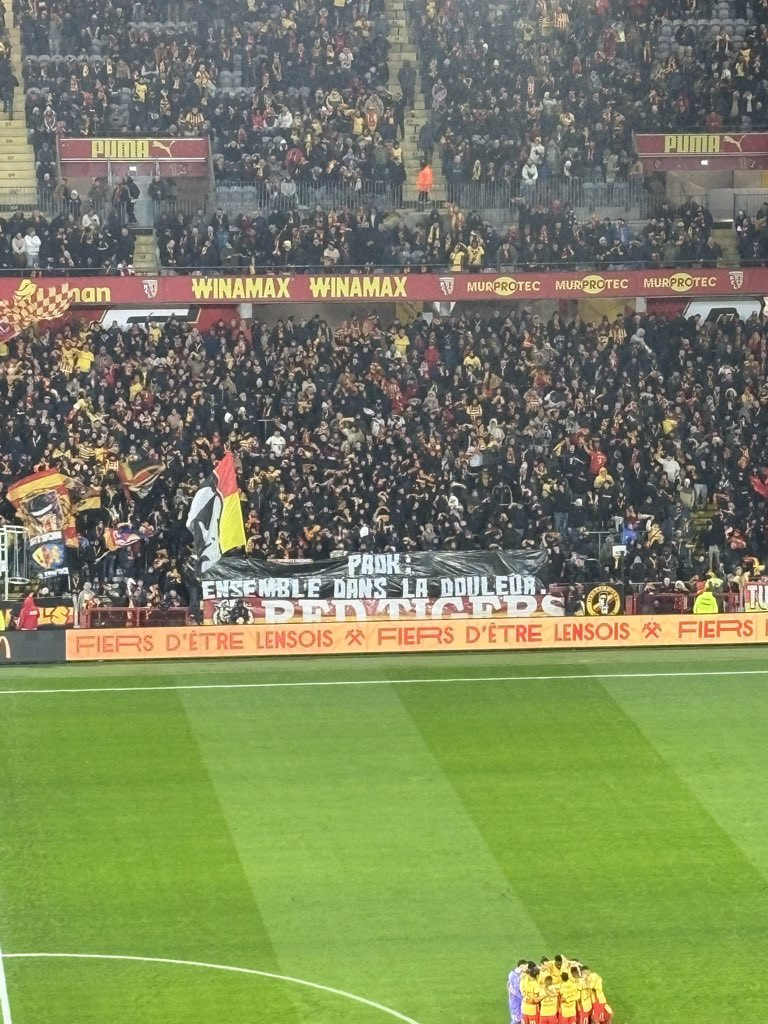 PUMA
PUMA
WINAMAX WINAMAX MURPROTEC MURPROTEC MURPROTEC
PAOK:
ENSEMBLE DANS LA DOULEUR.
RED TIGERS
FIERS D'ÊTRE LENSOIS FIERS D'ÊTRE LENSOIS FIERS